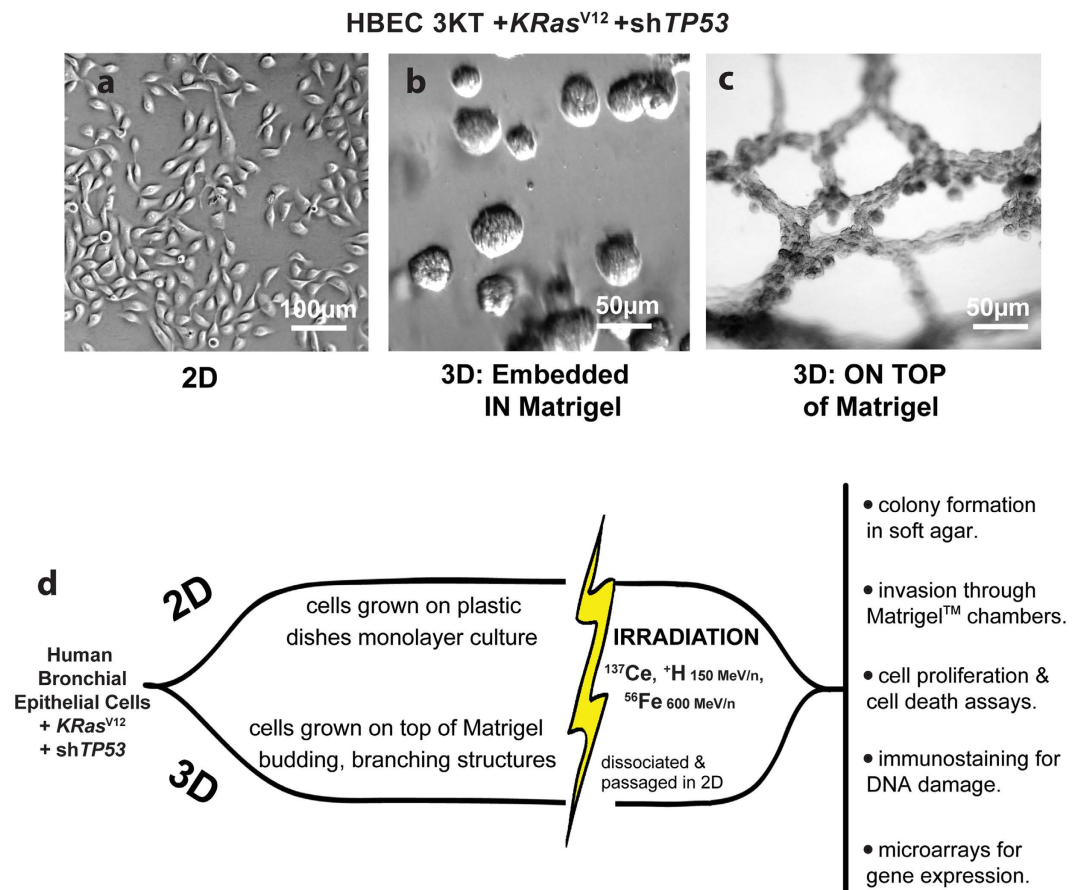 HBEC 3KT +KRasV12 +shTP53
a
b
c
100µm
50µm
50µm
2D
3D: Embedded
IN Matrigel
3D: ON TOP
of Matrigel
d
2D
cells grown on plastic
dishes monolayer culture
Human
Bronchial
Epithelial Cells
+ KRasV12
+ shTP53
cells grown on top of Matrigel
budding, branching structures
3D
IRRADIATION
137Ce, +H 150 MeV/n,
56Fe 600 MeV/n
dissociated &
passaged in 2D
• colony formation
in soft agar.
• invasion through
MatrigelTM chambers.
• cell proliferation &
cell death assays.
• immunostaining for
DNA damage.
• microarrays for
gene expression.